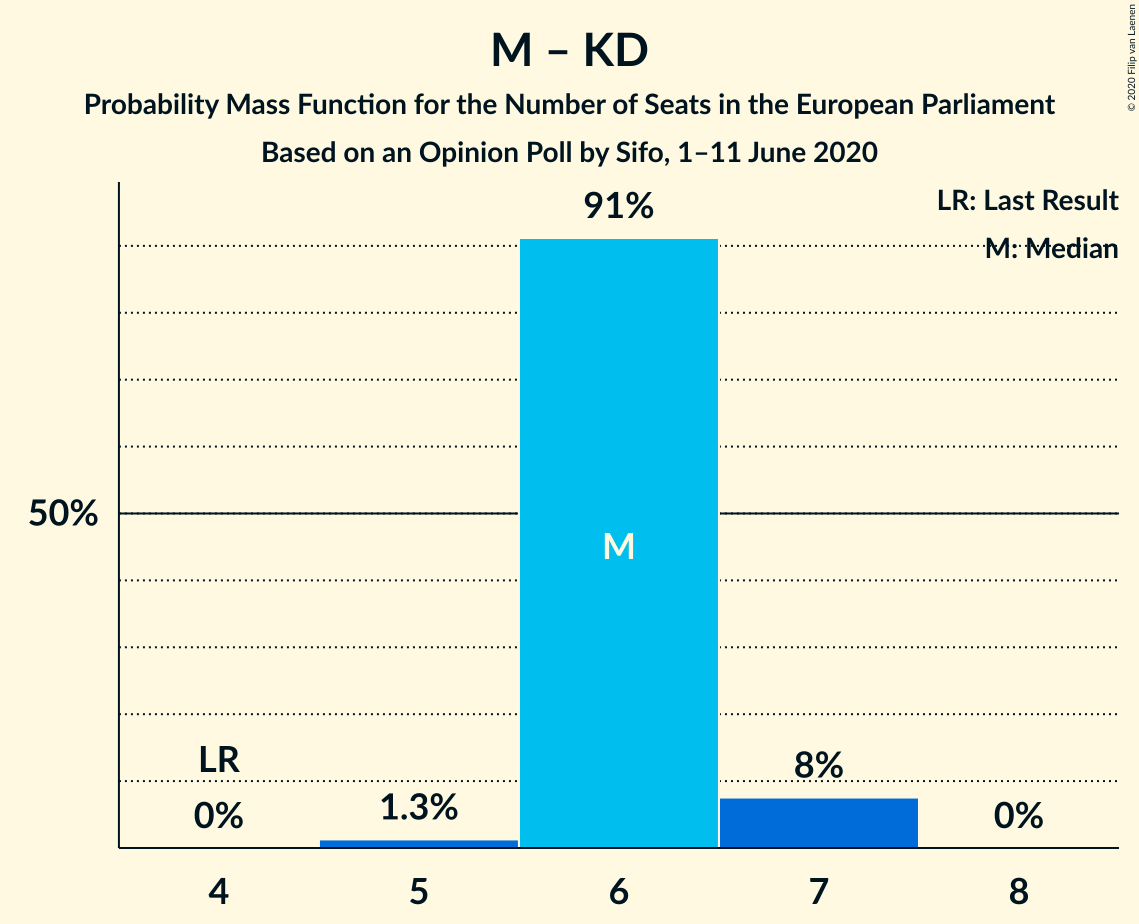 M – KD
Probability Mass Function for the Number of Seats in the European Parliament
Based on an Opinion Poll by Sifo, 1–11 June 2020
© 2020 Filip van Laenen
LR: Last Result
M: Median
91%
50%
M
LR
0%
1.3%
8%
0%
4 5 6 7 8